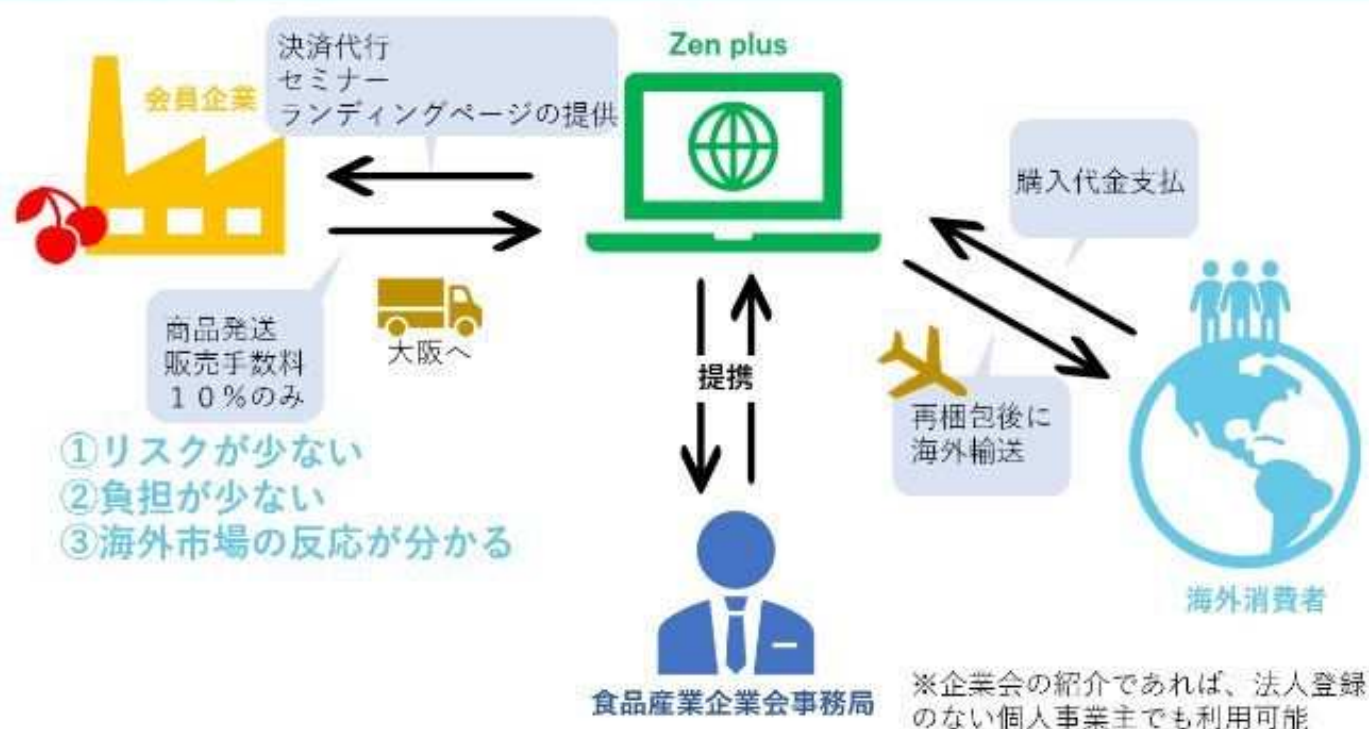 決済代行
セミナー
ランディングページの提供
Zen plus
会員企業
購入代金支払
商品発送
販売手数料
１０％のみ
大阪へ
提携
再梱包後に
海外輸送
①リスクが少ない
②負担が少ない
③海外市場の反応が分かる
海外消費者
食品産業企業会事務局
※企業会の紹介であれば、法人登録
のない個人事業主でも利用可能